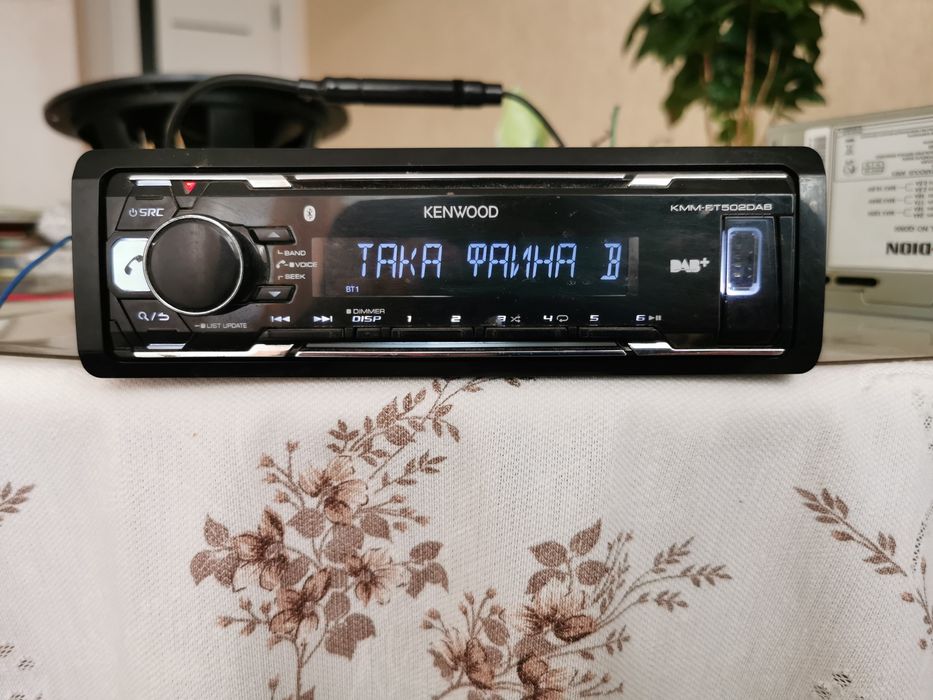 KENWOOD
KMM-BT502DAB
SRC
BAND
VOICE
SEEK
ТАКА ФАИНА В
BT1
DAB+
LIST UPDATE
DIMMER
DISP
1
2
3
4
5
6